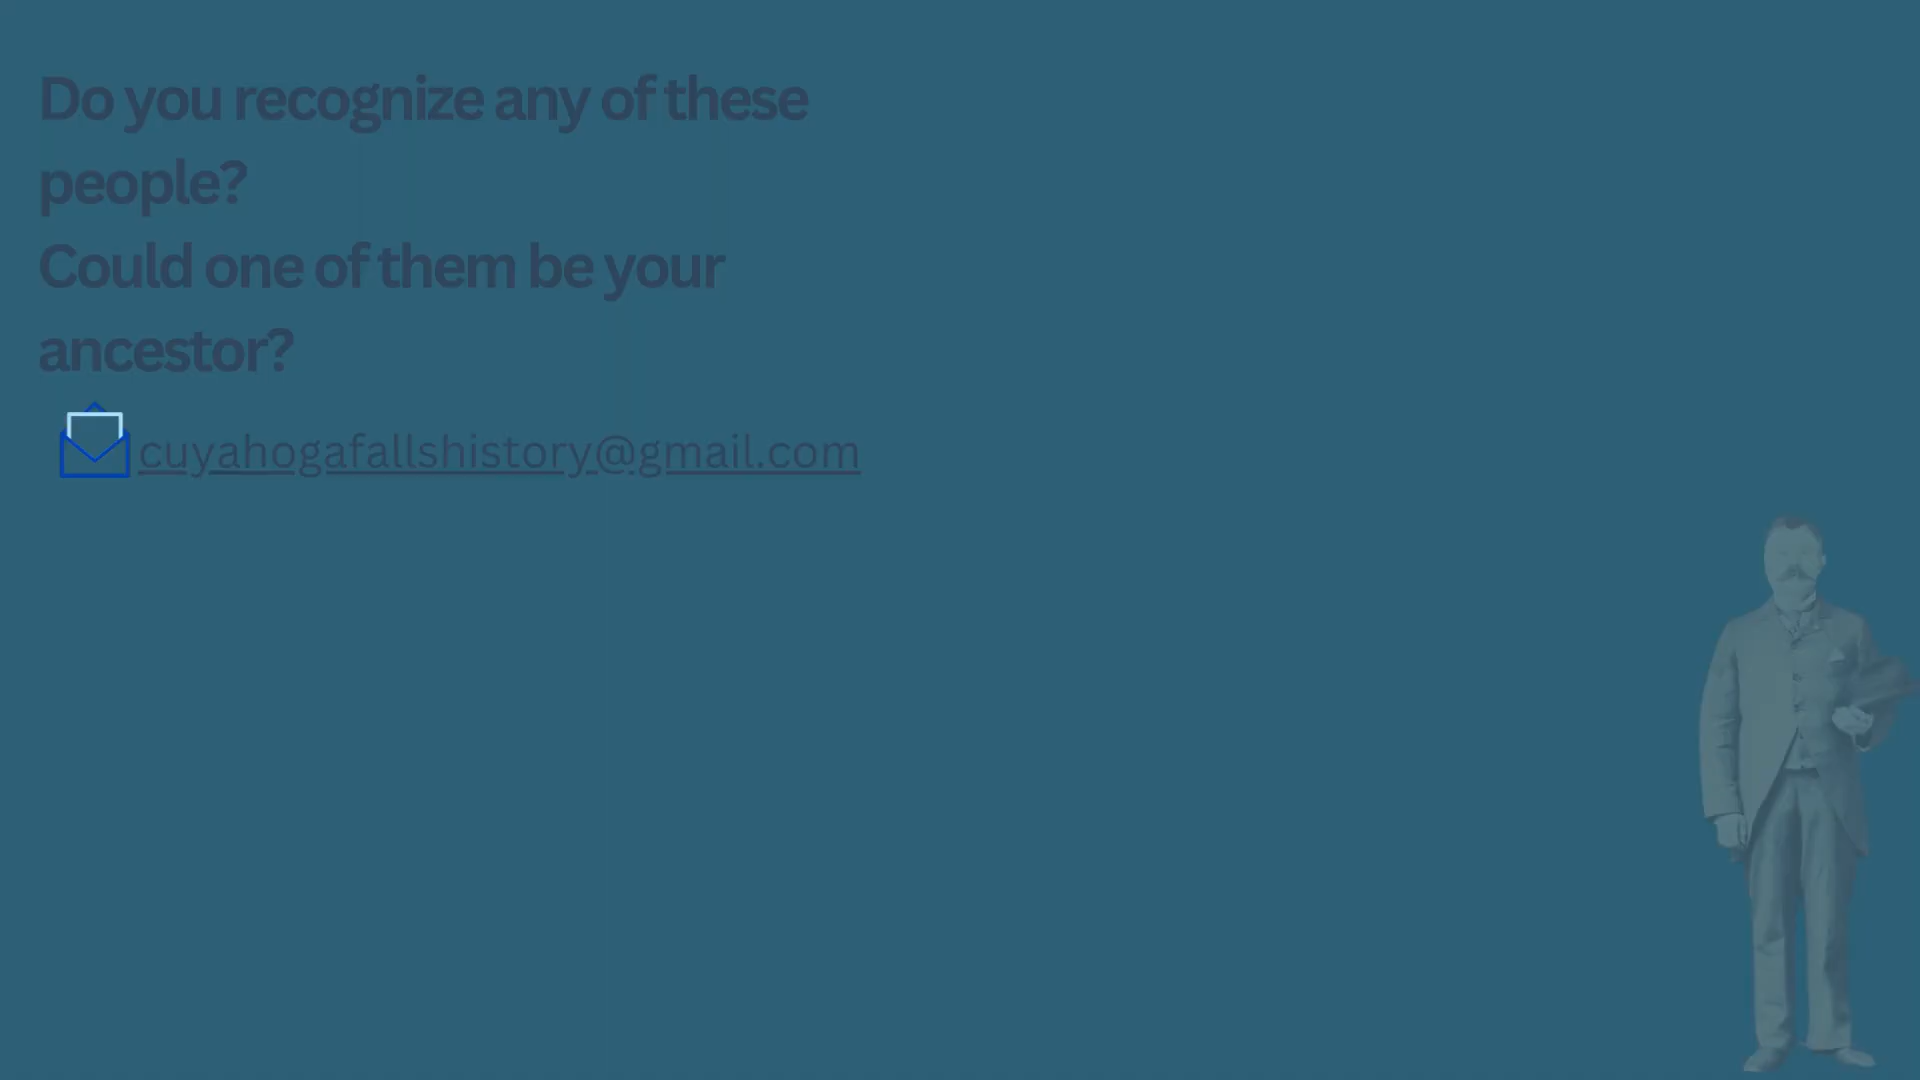 Do you recognize any of these
people?
Could one of them be your
ancestor?
cuyahogafallshistory@gmail.com